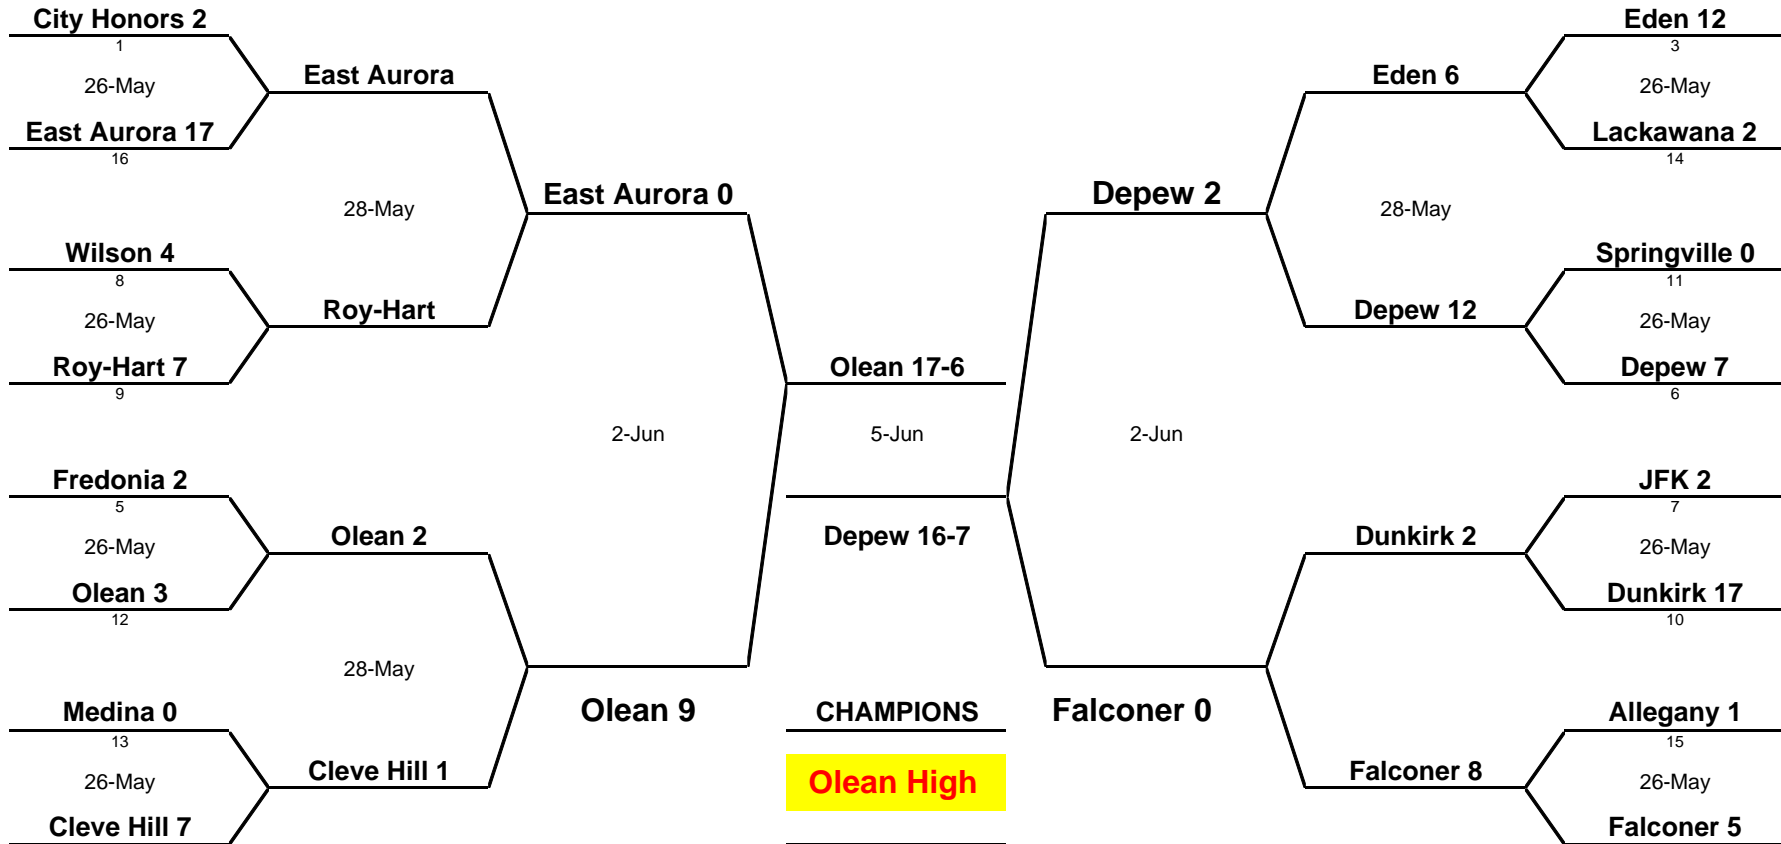 City Honors 2
1
26-May
East Aurora 17
16
East Aurora
28-May
Wilson 4
8
26-May
Roy-Hart 7
9
Roy-Hart
East Aurora 0
2-Jun
Fredonia 2
5
26-May
Olean 3
12
Olean 2
28-May
Medina 0
13
26-May
Cleve Hill 7
Cleve Hill 1
Olean 9
Olean 17-6
5-Jun
Depew 16-7
CHAMPIONS
Olean High
Depew 2
2-Jun
Falconer 0
Eden 6
28-May
Depew 12
Dunkirk 2
Falconer 8
Eden 12
3
26-May
Lackawana 2
14
Springville 0
11
26-May
Depew 7
6
JFK 2
7
26-May
Dunkirk 17
10
Allegany 1
15
26-May
Falconer 5